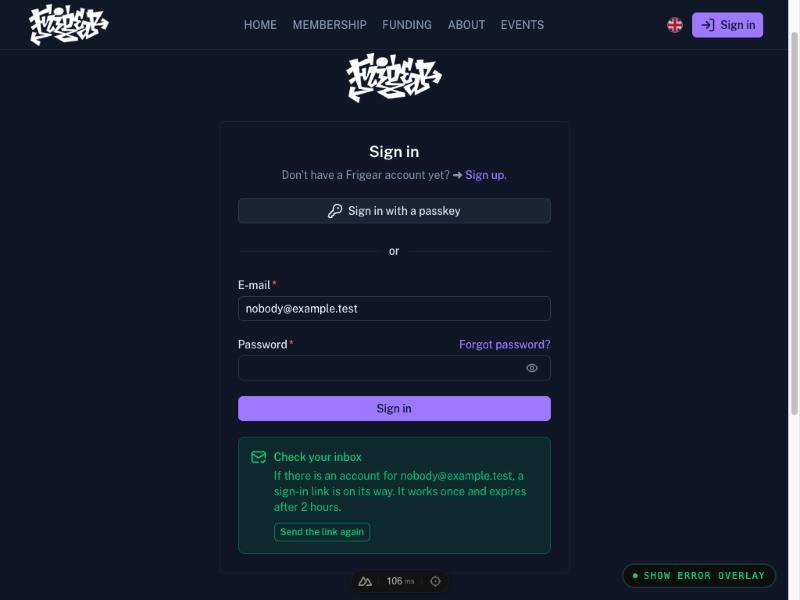 Frigear
HOME MEMBERSHIP FUNDING ABOUT EVENTS
Sign in
Frigear
Sign in
Don't have a Frigear account yet? ➜ Sign up.
Sign in with a passkey
or
E-mail*
nobody@example.test
Password* Forgot password?
Sign in
Check your inbox
If there is an account for nobody@example.test, a
sign-in link is on its way. It works once and expires
after 2 hours.
Send the link again
106 ms
SHOW ERROR OVERLAY